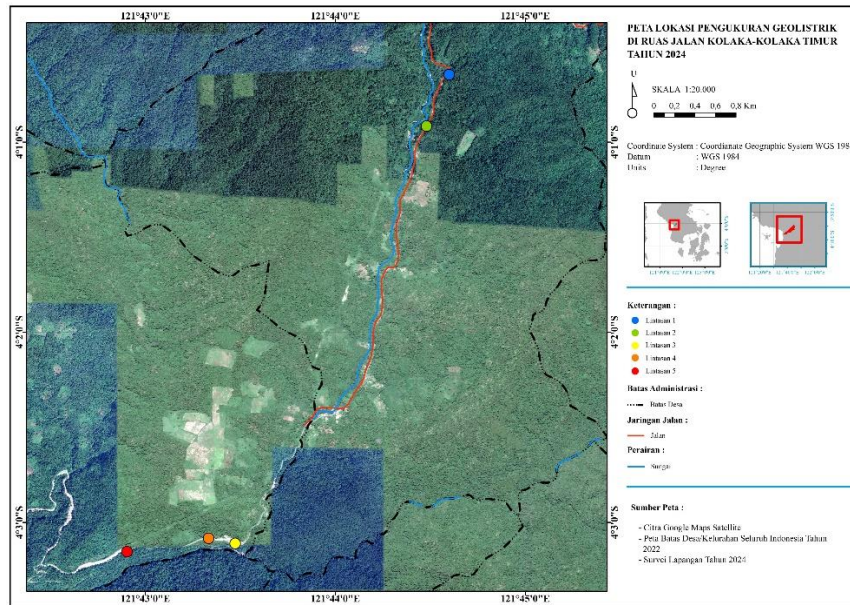 121°43'0"E 121°44'0"E 121°45'0"E
4°1'0"S 4°1'0"S
4°2'0"S 4°2'0"S
4°3'0"S 4°3'0"S
121°43'0"E 121°44'0"E 121°45'0"E
PETA LOKASI PENGUKURAN GEOLISTRIK
DI RUAS JALAN KOLAKA-KOLAKA TIMUR
TAHUN 2024
U
SKALA 1:20.000
0 0,2 0,4 0,6 0,8 Km
Coordinate System : Coordianate Geographic System WGS 198
Datum : WGS 1984
Units : Degree
Keterangan :
Lintasan 1
Lintasan 2
Lintasan 3
Lintasan 4
Lintasan 5
Batas Administrasi :
Batas Desa
Jaringan Jalan :
Jalan
Perairan :
Sungai
Sumber Peta :
- Citra Google Maps Satellite
- Peta Batas Desa/Kelurahan Seluruh Indonesia Tahun
2022
- Survei Lapangan Tahun 2024